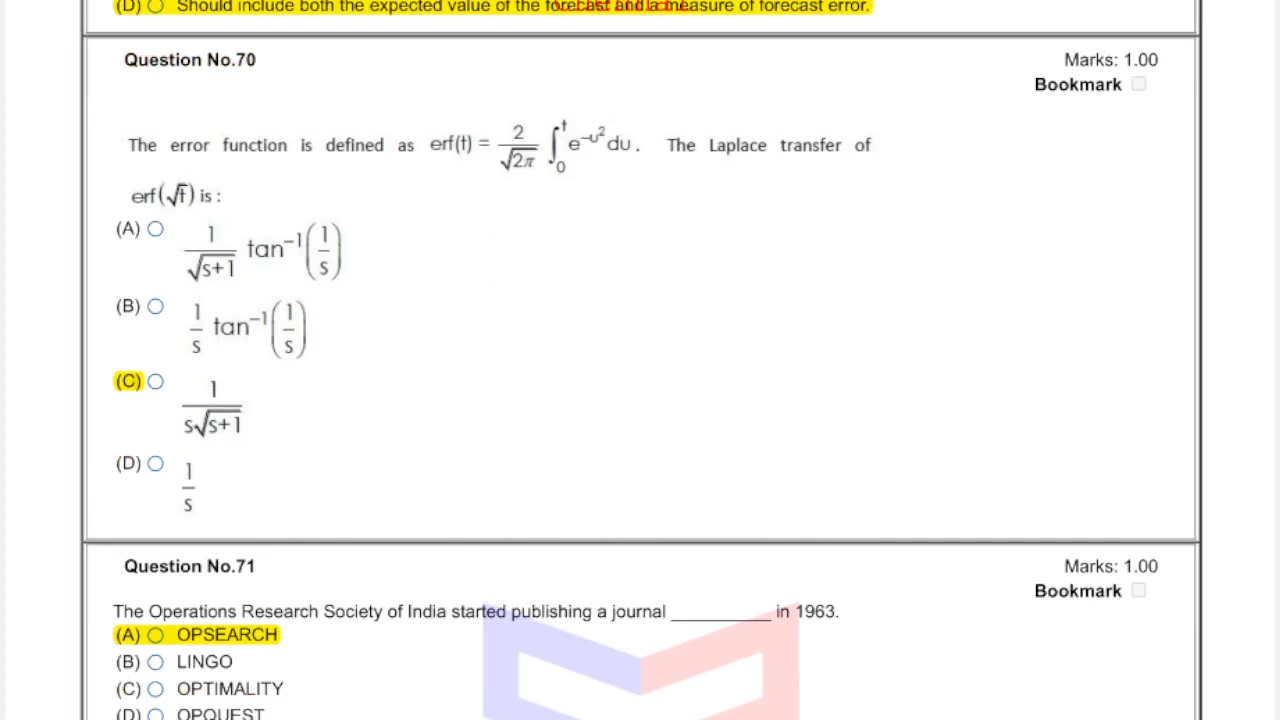 (D) Should include both the expected value of the forecast and a measure of forecast error.
Question No.70 Marks: 1.00
Bookmark
The error function is defined as erf(t) = 2/√2π ∫₀ᵗ e^(−u²) du . The Laplace transfer of
erf(√t) is :
(A) 1/√s+1 tan⁻¹(1/s)
(B) 1/s tan⁻¹(1/s)
(C) 1/s√s+1
(D) 1/s
Question No.71 Marks: 1.00
Bookmark
The Operations Research Society of India started publishing a journal ___________ in 1963.
(A) OPSEARCH
(B) LINGO
(C) OPTIMALITY
(D) OPQUEST